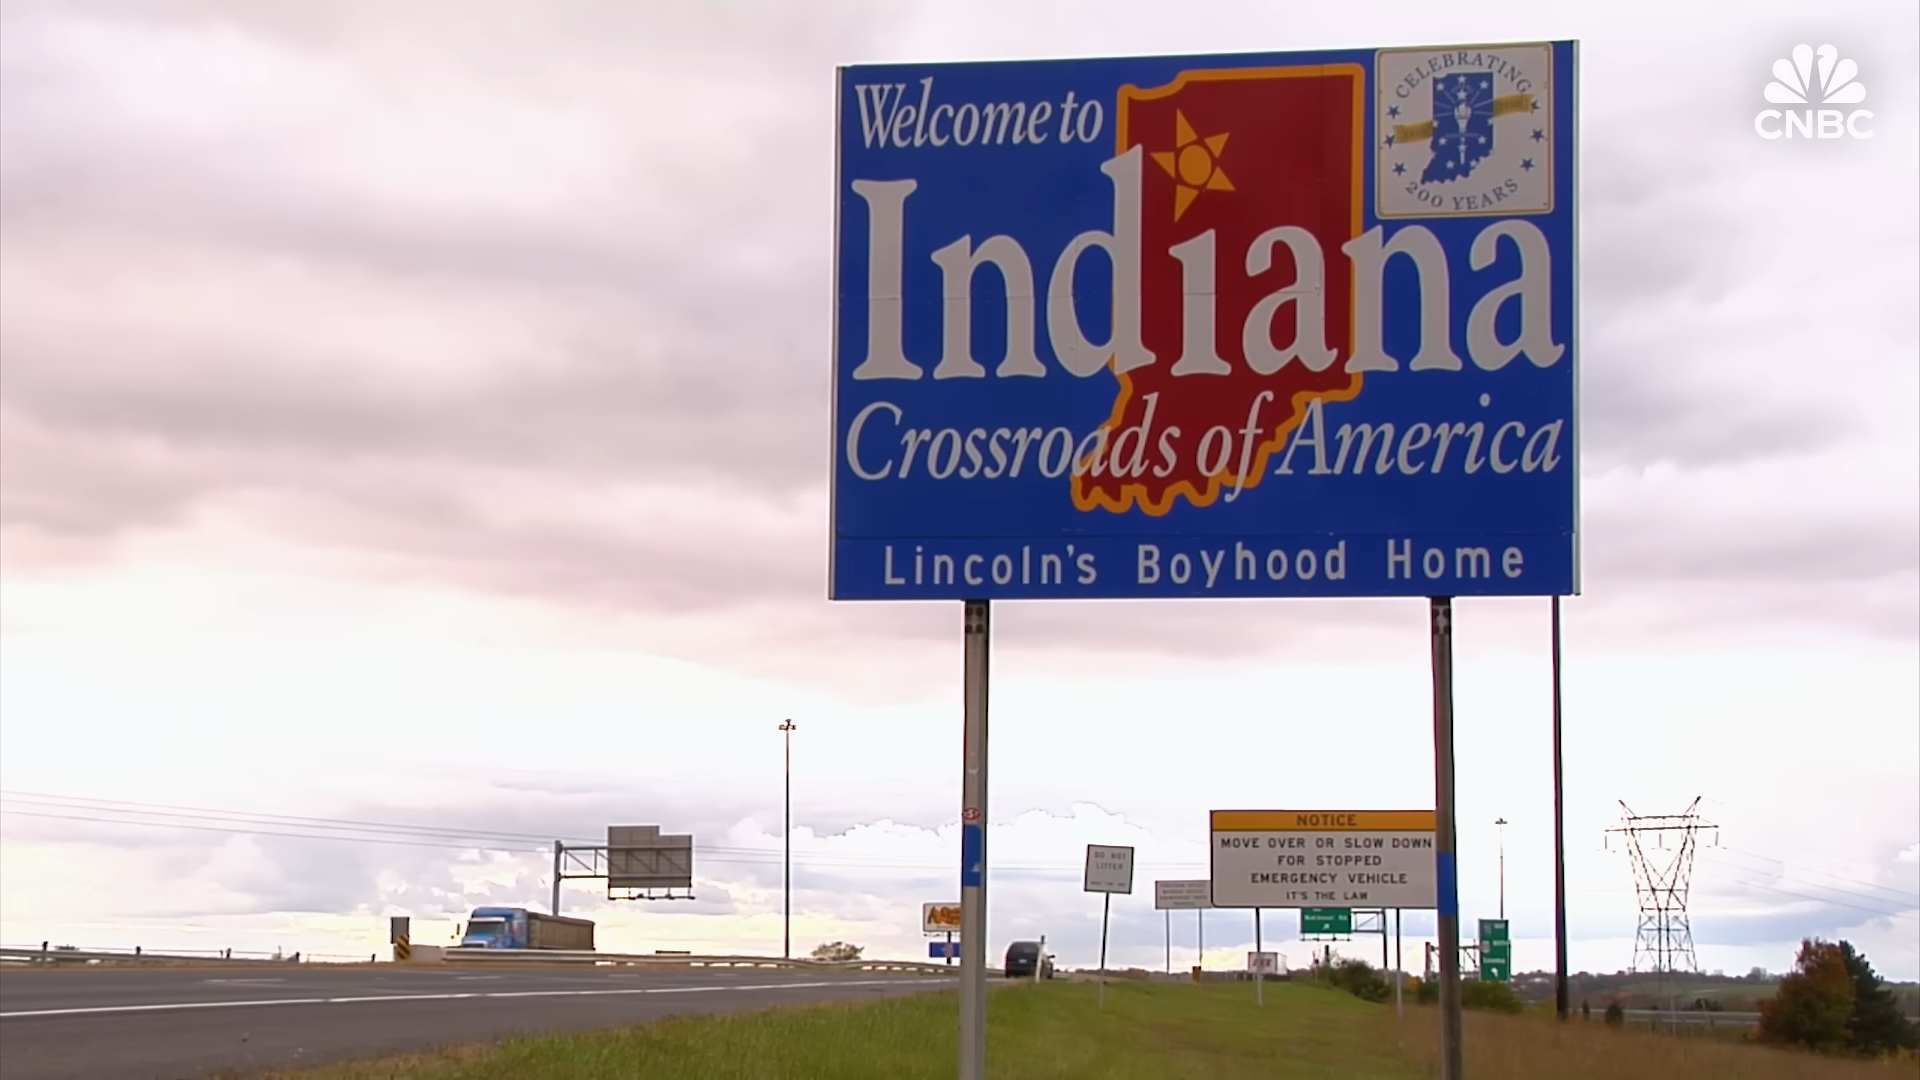 Welcome to
Indiana
Crossroads of America
Lincoln's Boyhood Home
CELEBRATING
200 YEARS
CNBC
NOTICE
MOVE OVER OR SLOW DOWN
FOR STOPPED
EMERGENCY VEHICLE
IT'S THE LAW
DO NOT
LITTER